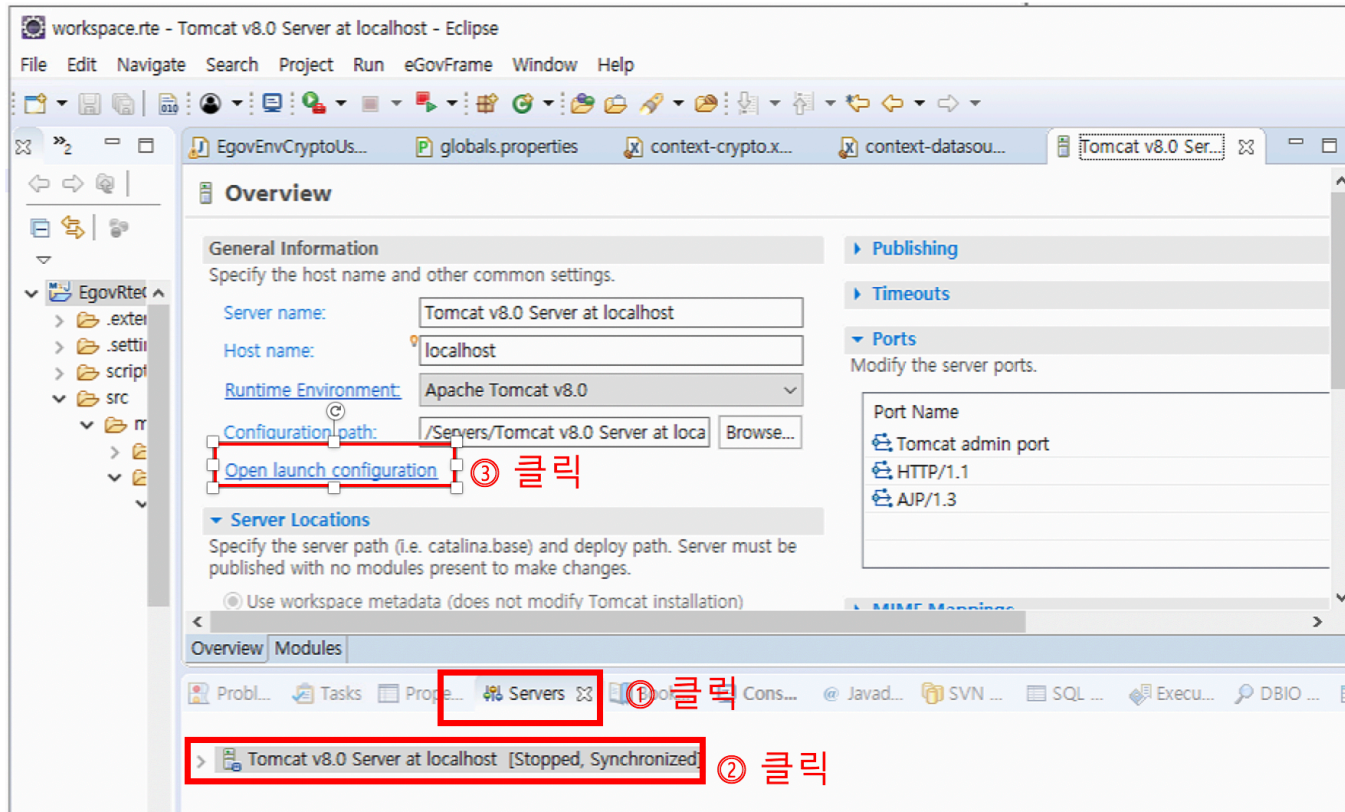 workspace.rte - Tomcat v8.0 Server at localhost - Eclipse
File Edit Navigate Search Project Run eGovFrame Window Help
EgovEnvCryptoUs... globals.properties context-crypto.x... context-datasou... Tomcat v8.0 Ser...
Overview
General Information
Specify the host name and other common settings.
Server name: Tomcat v8.0 Server at localhost
Host name: localhost
Runtime Environment: Apache Tomcat v8.0
Configuration path: /Servers/Tomcat v8.0 Server at loca Browse...
Open launch configuration ③ 클릭
Server Locations
Specify the server path (i.e. catalina.base) and deploy path. Server must be
published with no modules present to make changes.
Use workspace metadata (does not modify Tomcat installation)
Publishing
Timeouts
Ports
Modify the server ports.
Port Name
Tomcat admin port
HTTP/1.1
AJP/1.3
MIME Mappings
EgovRte
.exter
.settin
script
src
m
Overview Modules
Probl... Tasks Prope... Servers ① 클릭 Cons... Javad... SVN ... SQL ... Execu... DBIO ...
Tomcat v8.0 Server at localhost [Stopped, Synchronized] ② 클릭